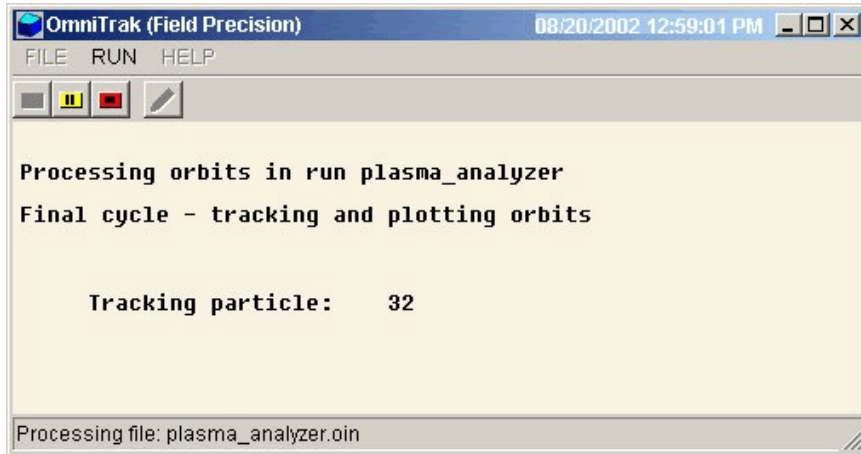 OmniTrak (Field Precision) 08/20/2002 12:59:01 PM
FILE RUN HELP
Processing orbits in run plasma_analyzer
Final cycle - tracking and plotting orbits
Tracking particle: 32
Processing file: plasma_analyzer.oin